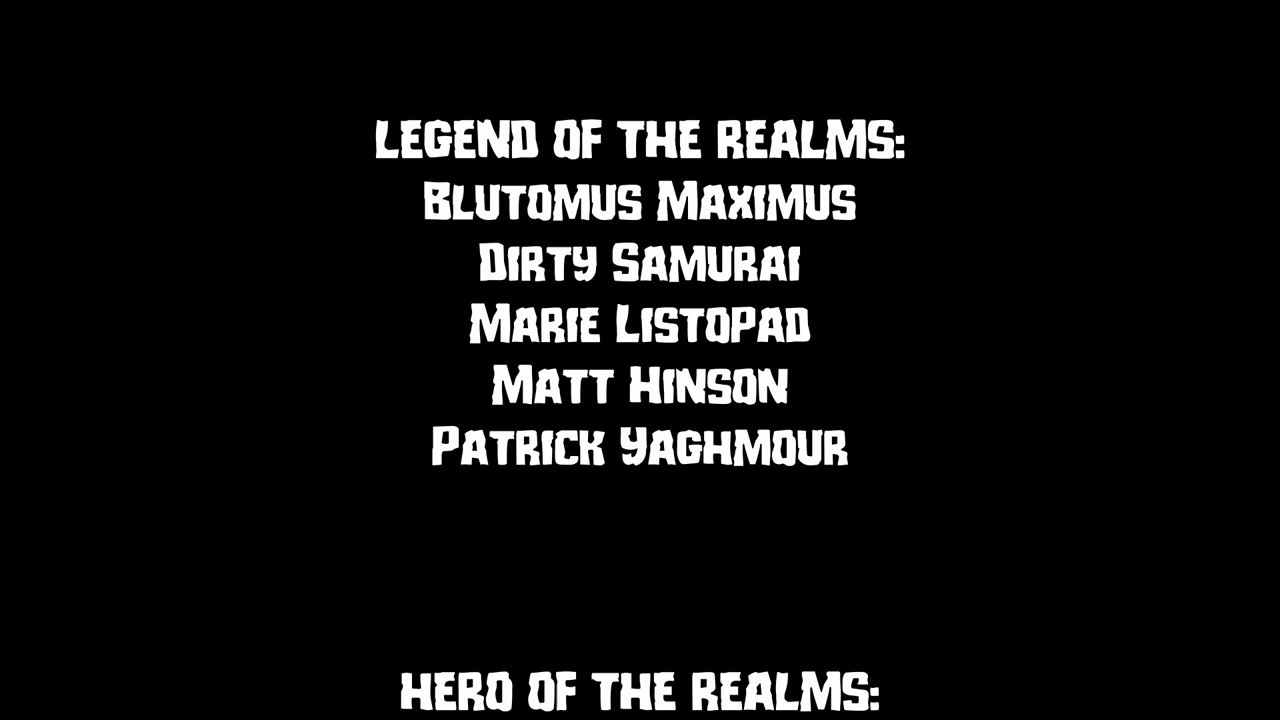 LEGEND OF THE REALMS:
BLUTOMUS MAXIMUS
DIRTY SAMURAI
MARIE LISTOPAD
MATT HINSON
PATRICK YAGHMOUR
HERO OF THE REALMS: